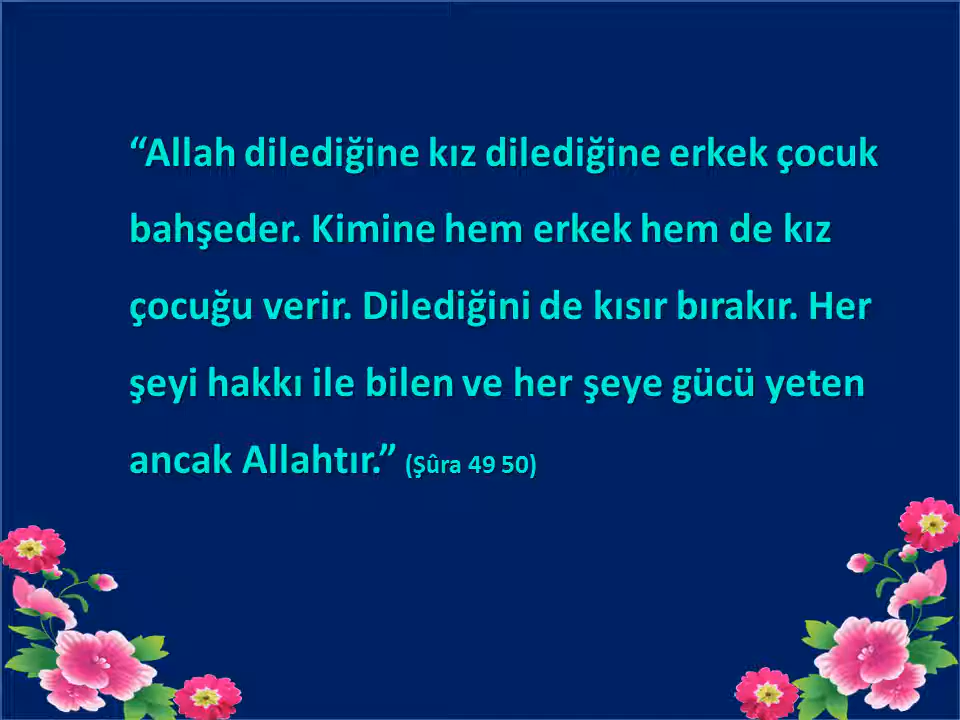 “Allah dilediğine kız dilediğine erkek çocuk
bahşeder. Kimine hem erkek hem de kız
çocuğu verir. Dilediğini de kısır bırakır. Her
şeyi hakkı ile bilen ve her şeye gücü yeten
ancak Allahtır.” (Şûra 49 50)